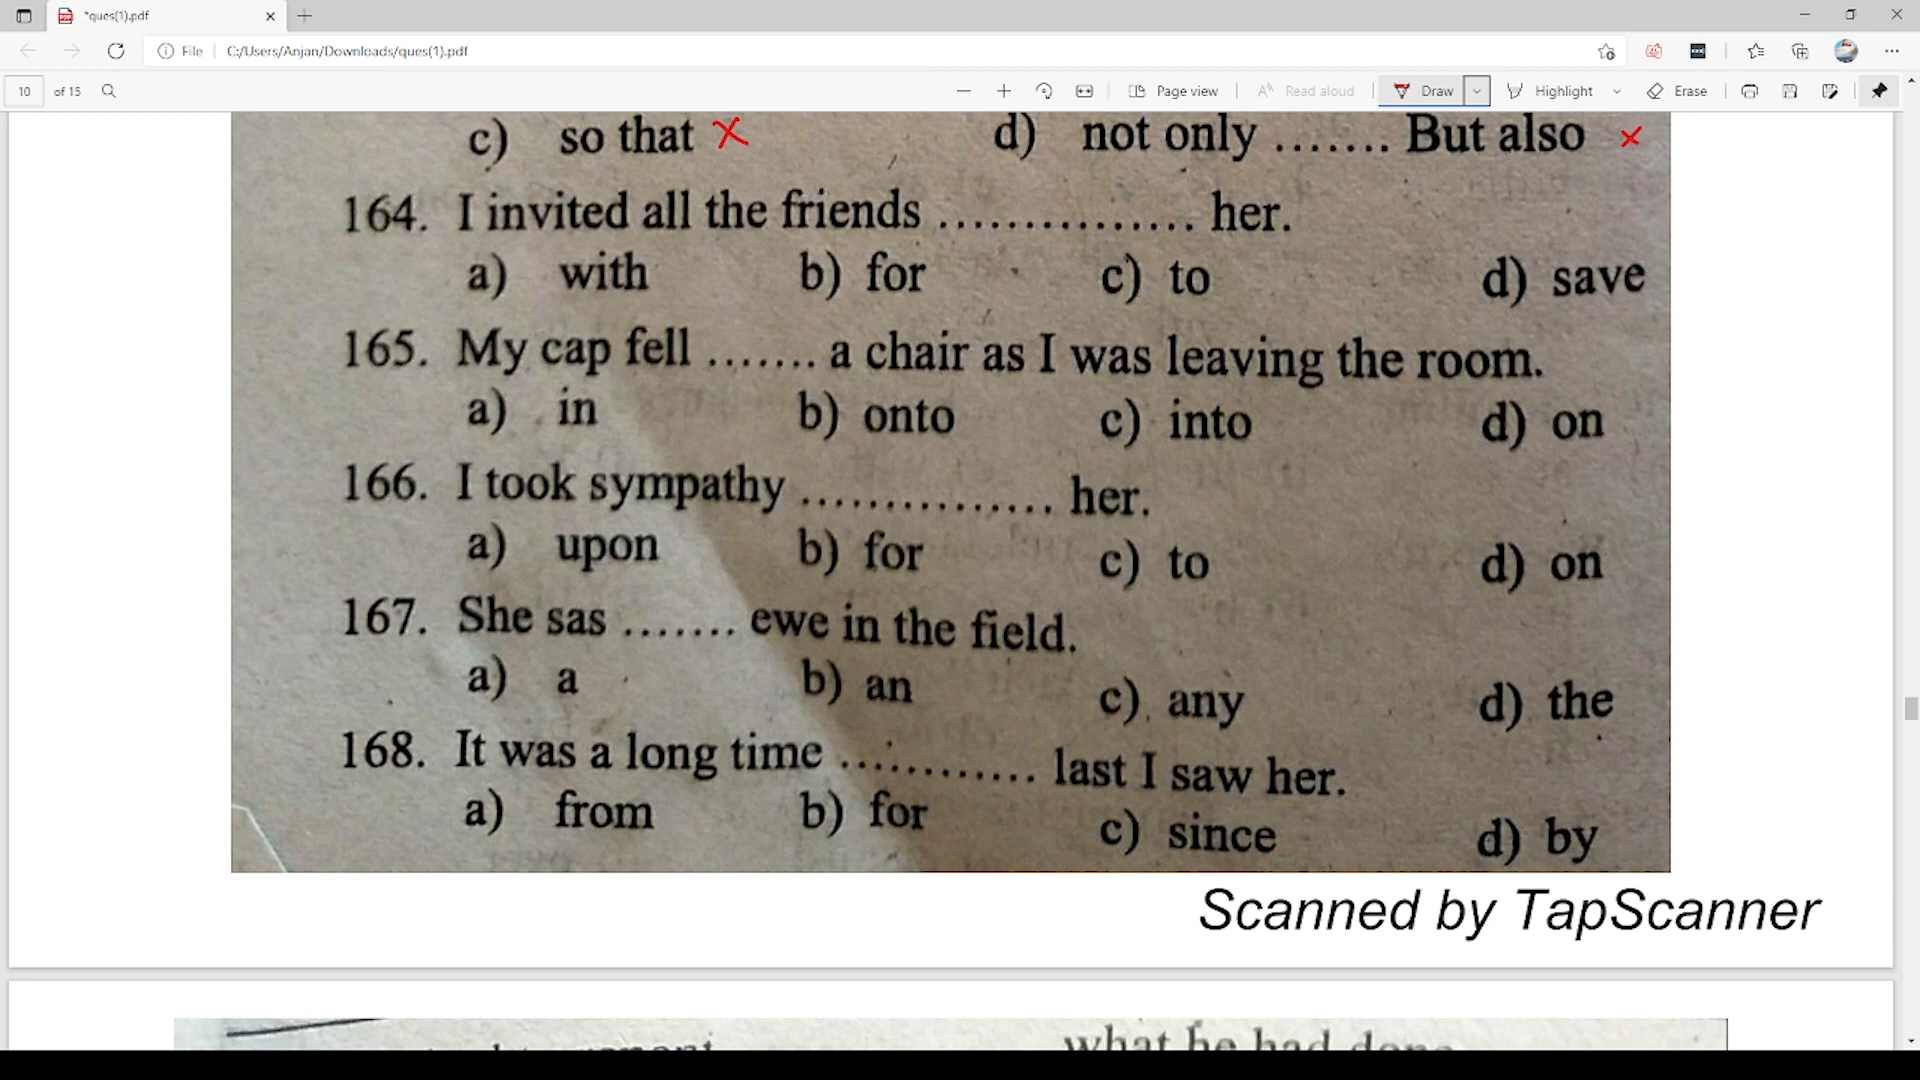 *ques(1).pdf
File C:/Users/Anjan/Downloads/ques(1).pdf
10 of 15 Page view Read aloud Draw Highlight Erase
c) so that d) not only ....... But also
164. I invited all the friends ............... her.
a) with b) for c) to d) save
165. My cap fell ....... a chair as I was leaving the room.
a) in b) onto c) into d) on
166. I took sympathy ............... her.
a) upon b) for c) to d) on
167. She sas ....... ewe in the field.
a) a b) an c) any d) the
168. It was a long time ............ last I saw her.
a) from b) for c) since d) by
Scanned by TapScanner
what he had done